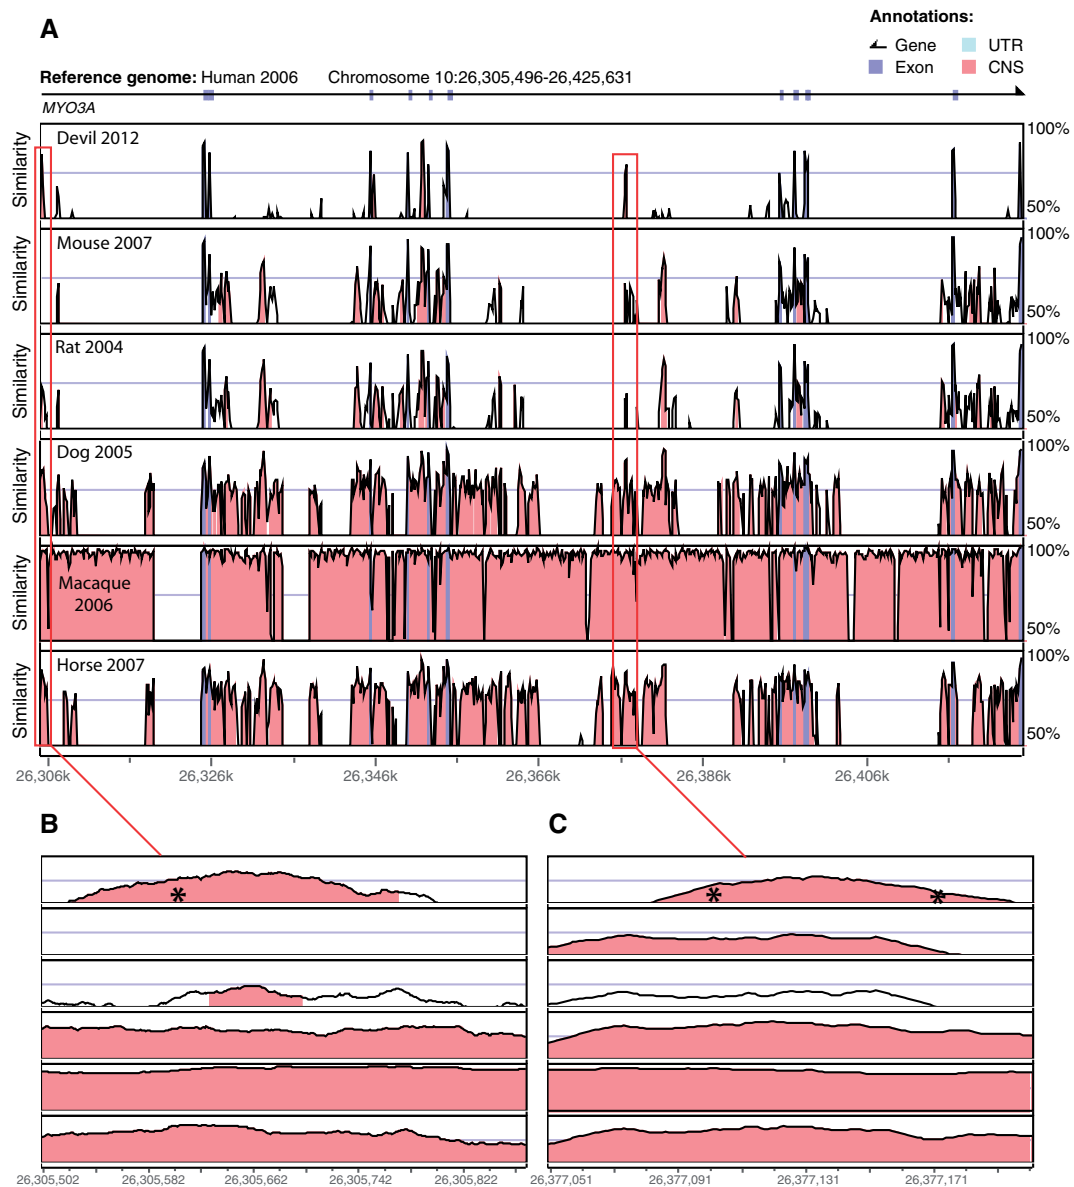 A
Annotations:
Gene
UTR
Exon
CNS
Reference genome: Human 2006 Chromosome 10:26,305,496-26,425,631
MYO3A
Similarity
Devil 2012
100%
50%
Similarity
Mouse 2007
100%
50%
Similarity
Rat 2004
100%
50%
Similarity
Dog 2005
100%
50%
Similarity
Macaque
2006
100%
50%
Similarity
Horse 2007
100%
50%
26,306k 26,326k 26,346k 26,366k 26,386k 26,406k
B
C
*
* *
26,305,502 26,305,582 26,305,662 26,305,742 26,305,822
26,377,051 26,377,091 26,377,131 26,377,171